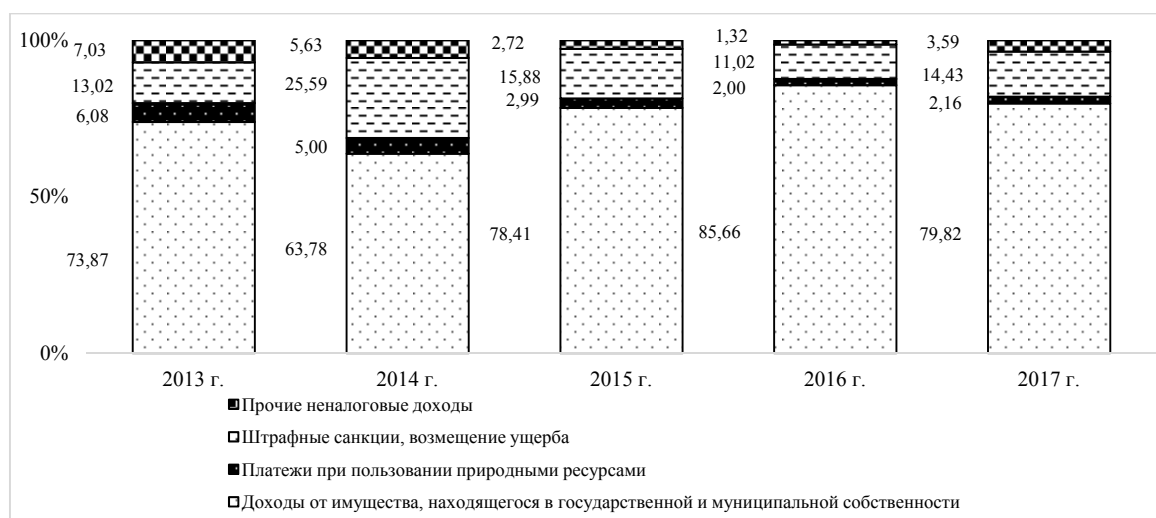 100%
7,03
5,63
2,72
1,32
3,59
13,02
25,59
15,88
11,02
14,43
6,08
5,00
2,99
2,00
2,16
50%
73,87
63,78
78,41
85,66
79,82
0%
2013 г.
2014 г.
2015 г.
2016 г.
2017 г.
Прочие неналоговые доходы
Штрафные санкции, возмещение ущерба
Платежи при пользовании природными ресурсами
Доходы от имущества, находящегося в государственной и муниципальной собственности